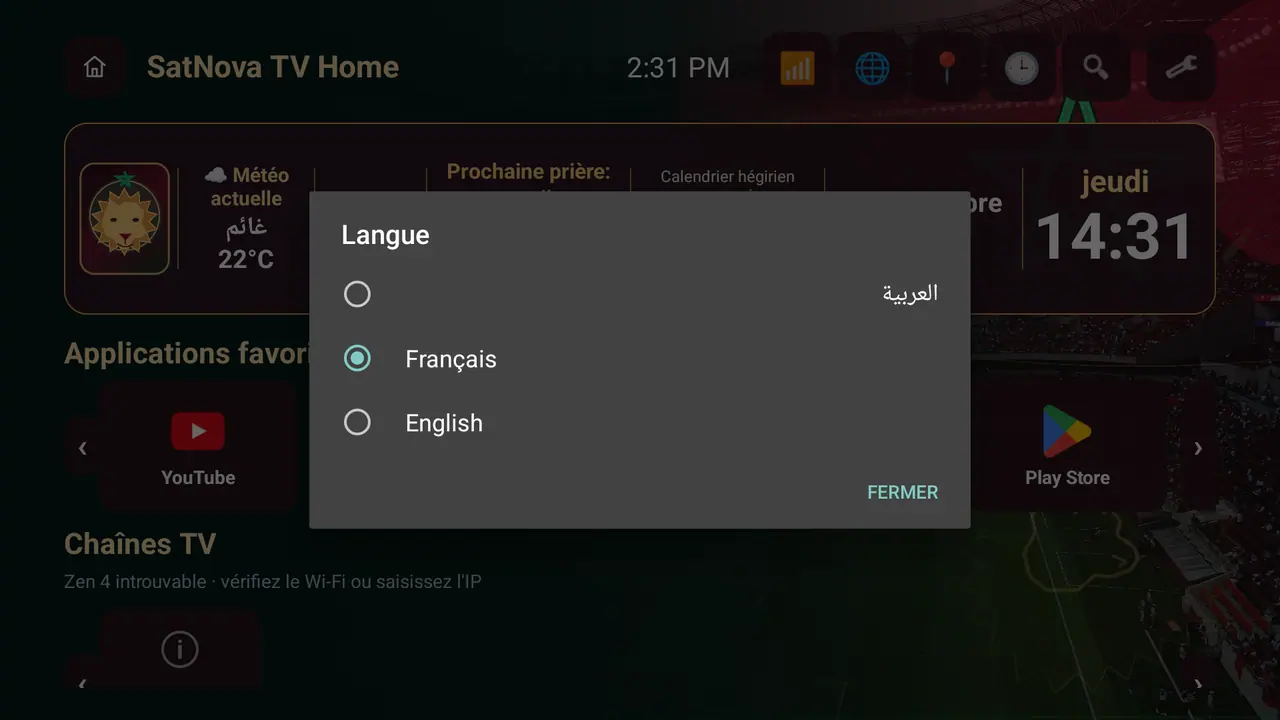 SatNova TV Home
2:31 PM
Météo
actuelle
غائم
22°C
Prochaine prière:
Calendrier hégirien
jeudi
14:31
Langue
العربية
Français
English
FERMER
Applications
YouTube
Play Store
Chaînes TV
Zen 4 introuvable · vérifiez le Wi-Fi ou saisissez l'IP